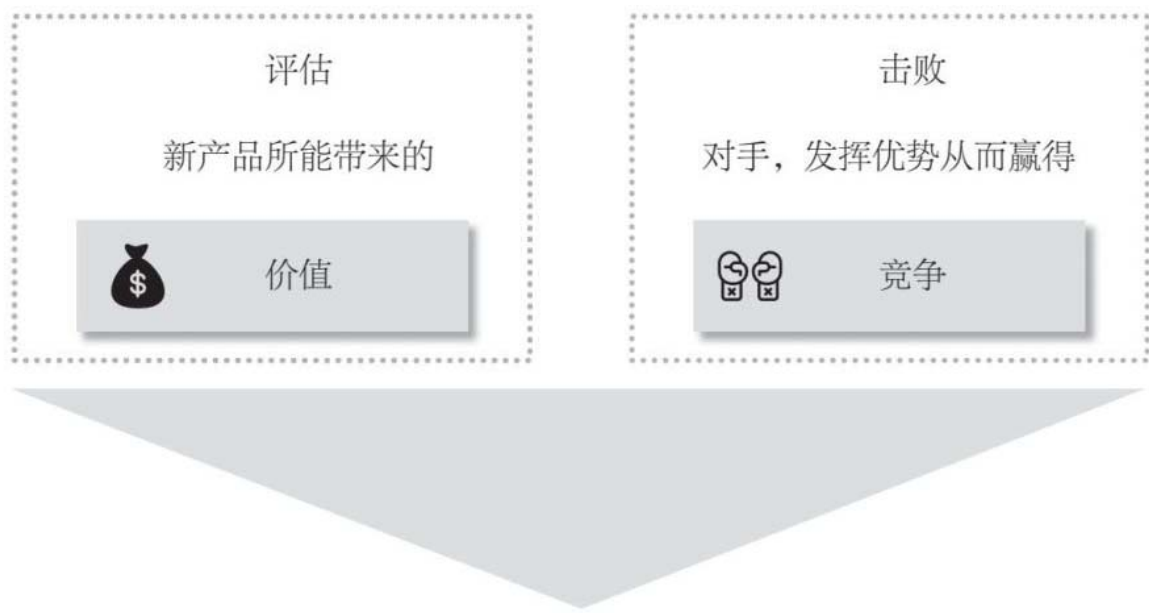 评估
新产品所能带来的
$ 价值
击败
对手，发挥优势从而赢得
竞争